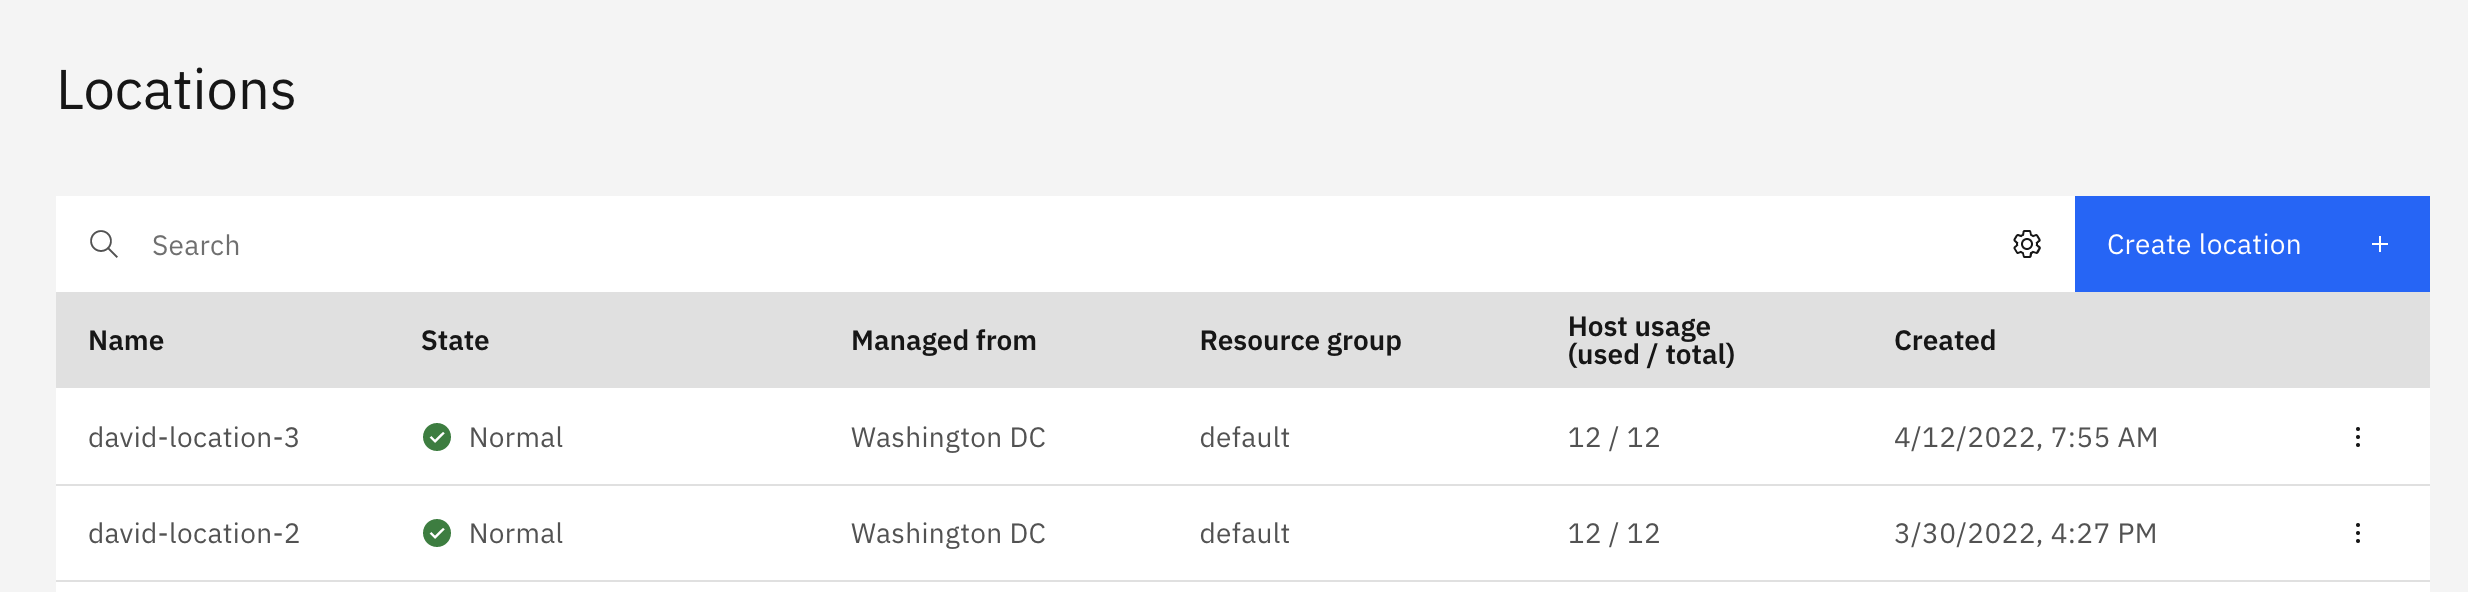 Locations
Search
Create location +
Name State Managed from Resource group Host usage (used / total) Created
david-location-3 Normal Washington DC default 12 / 12 4/12/2022, 7:55 AM
david-location-2 Normal Washington DC default 12 / 12 3/30/2022, 4:27 PM